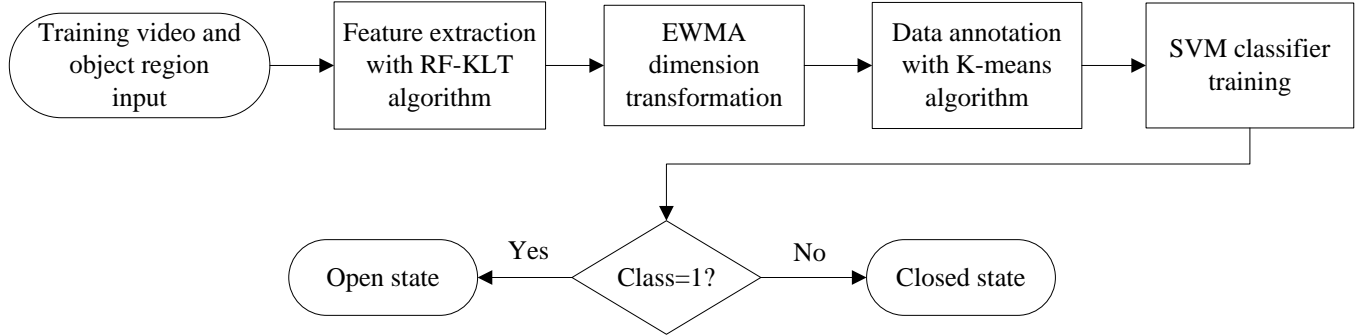 Training video and
object region
input
Feature extraction
with RF-KLT
algorithm
EWMA
dimension
transformation
Data annotation
with K-means
algorithm
SVM classifier
training
Yes
No
Open state
Class=1?
Closed state